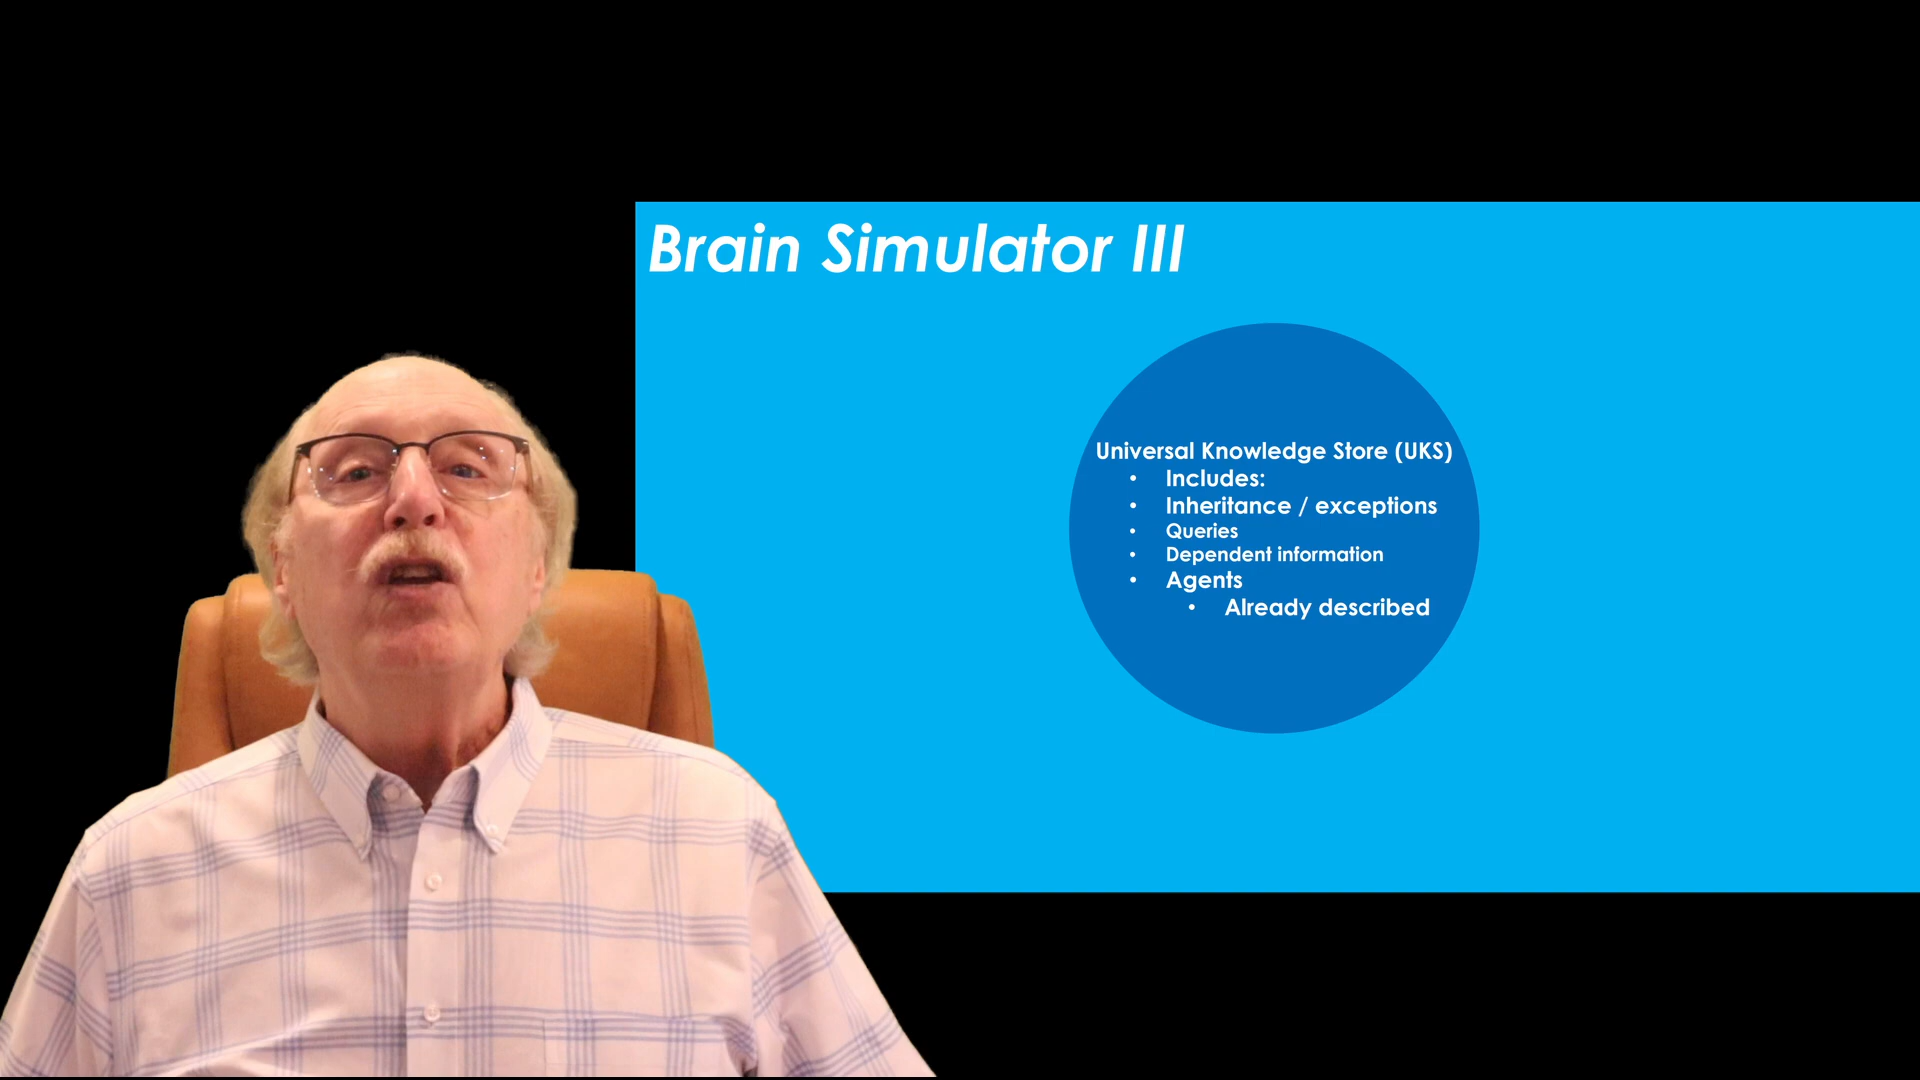 Brain Simulator III
Universal Knowledge Store (UKS)
• Includes:
• Inheritance / exceptions
• Queries
• Dependent information
• Agents
• Already described